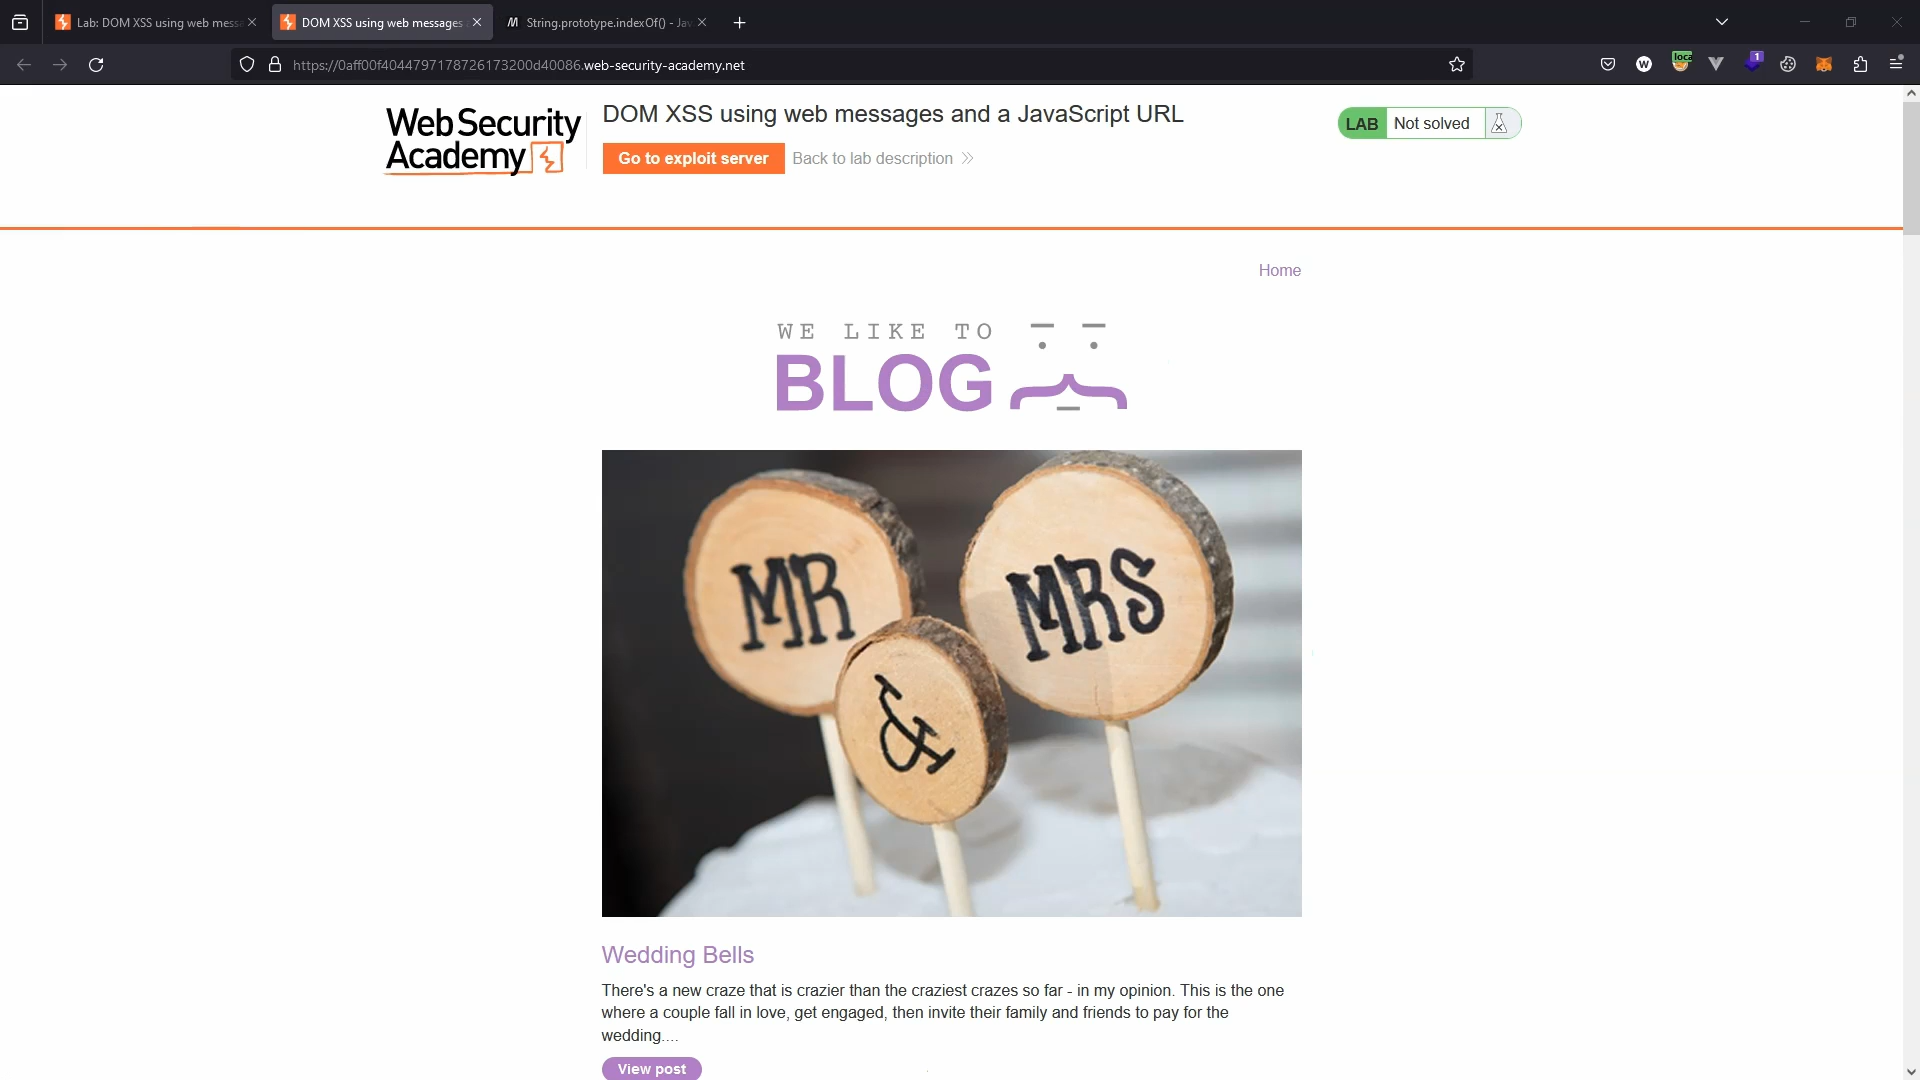 Lab: DOM XSS using web mess
DOM XSS using web messages
String.prototype.indexOf() - Jav
https://0aff00f4044797178726173200d40086.web-security-academy.net
W
loca
1
WebSecurity
Academy
DOM XSS using web messages and a JavaScript URL
Go to exploit server
Back to lab description
LAB
Not solved
Home
WE LIKE TO
BLOG
MR
&
MRS
Wedding Bells
There's a new craze that is crazier than the craziest crazes so far - in my opinion. This is the one
where a couple fall in love, get engaged, then invite their family and friends to pay for the
wedding....
View post